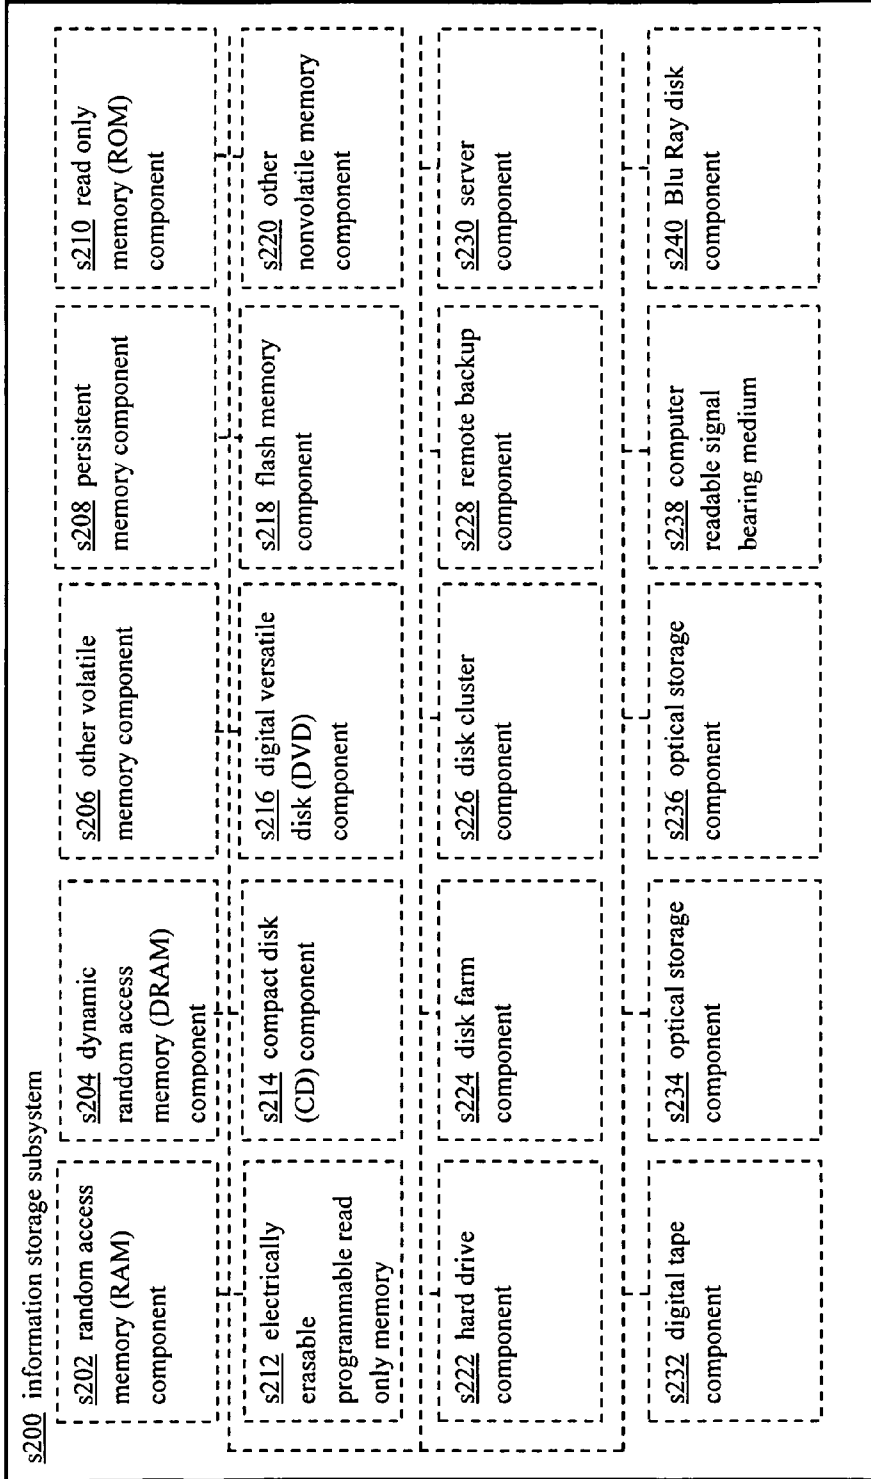 s200 information storage subsystem
s202 random access
memory (RAM)
component
s204 dynamic
random access
memory (DRAM)
component
s206 other volatile
memory component
s208 persistent
memory component
s210 read only
memory (ROM)
component
s212 electrically
erasable
programmable read
only memory
s214 compact disk
(CD) component
s216 digital versatile
disk (DVD)
component
s218 flash memory
component
s220 other
nonvolatile memory
component
s222 hard drive
component
s224 disk farm
component
s226 disk cluster
component
s228 remote backup
component
s230 server
component
s232 digital tape
component
s234 optical storage
component
s236 optical storage
component
s238 computer
readable signal
bearing medium
s240 Blu Ray disk
component